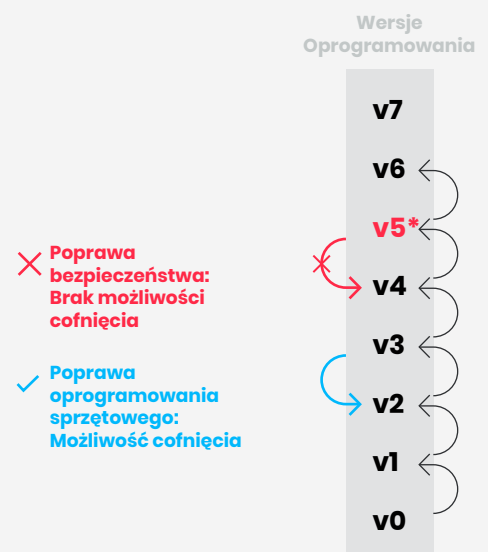 Wersje
Oprogramowania
v7
v6
v5*
Poprawa
bezpieczeństwa:
Brak możliwości
cofnięcia
v4
v3
Poprawa
oprogramowania
sprzętowego:
Możliwość cofnięcia
v2
v1
v0